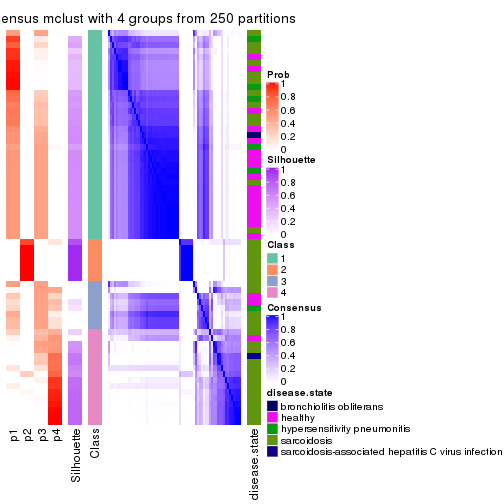 ensus mclust with 4 groups from 250 partitions
Prob
1
0.8
0.6
0.4
0.2
0
Silhouette
1
0.8
0.6
0.4
0.2
0
Class
1
2
3
4
Consensus
1
0.8
0.6
0.4
0.2
0
disease.state
bronchiolitis obliterans
healthy
hypersensitivity pneumonitis
sarcoidosis
sarcoidosis-associated hepatitis C virus infection
p1
p2
p3
p4
Silhouette
Class
disease.state